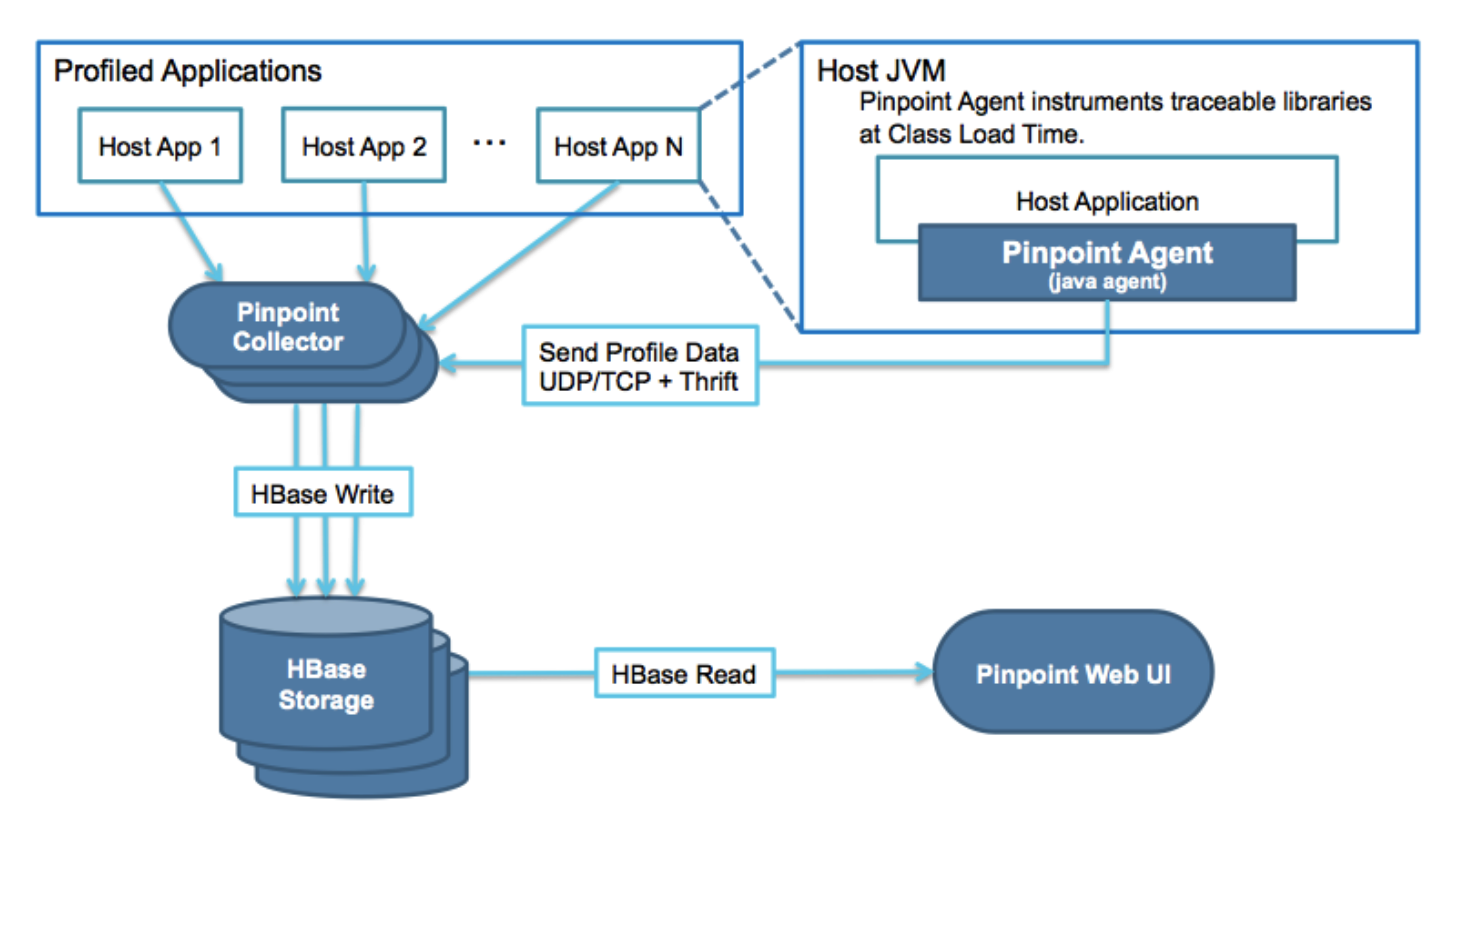 Profiled Applications
Host App 1
Host App 2
...
Host App N
Host JVM
Pinpoint Agent instruments traceable libraries
at Class Load Time.
Host Application
Pinpoint Agent
(java agent)
Pinpoint
Collector
Send Profile Data
UDP/TCP + Thrift
HBase Write
HBase
Storage
HBase Read
Pinpoint Web UI